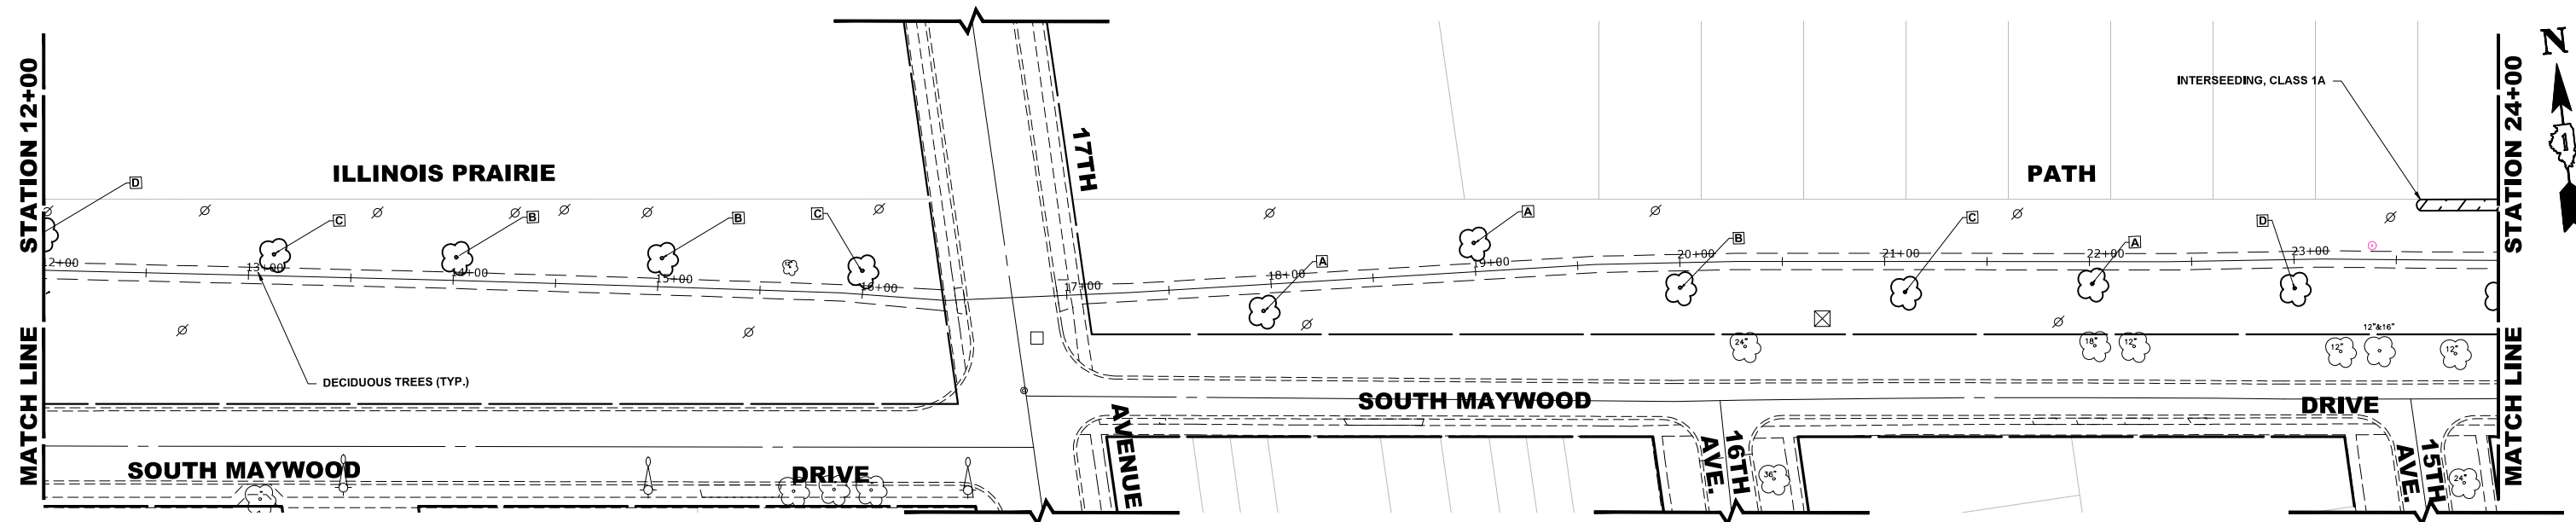 STATION 12+00
MATCH LINE
ILLINOIS PRAIRIE
17TH
PATH
INTERSEEDING, CLASS 1A
STATION 24+00
MATCH LINE
N
D
C
B
B
C
A
A
B
C
A
D
12+00
13+00
14+00
15+00
16+00
17+00
18+00
19+00
20+00
21+00
22+00
23+00
DECIDUOUS TREES (TYP.)
24"
18"
12"
12"
12"&16"
12"
SOUTH MAYWOOD
DRIVE
AVENUE
SOUTH MAYWOOD
DRIVE
16TH
AVE.
36"
15TH
AVE.
24"